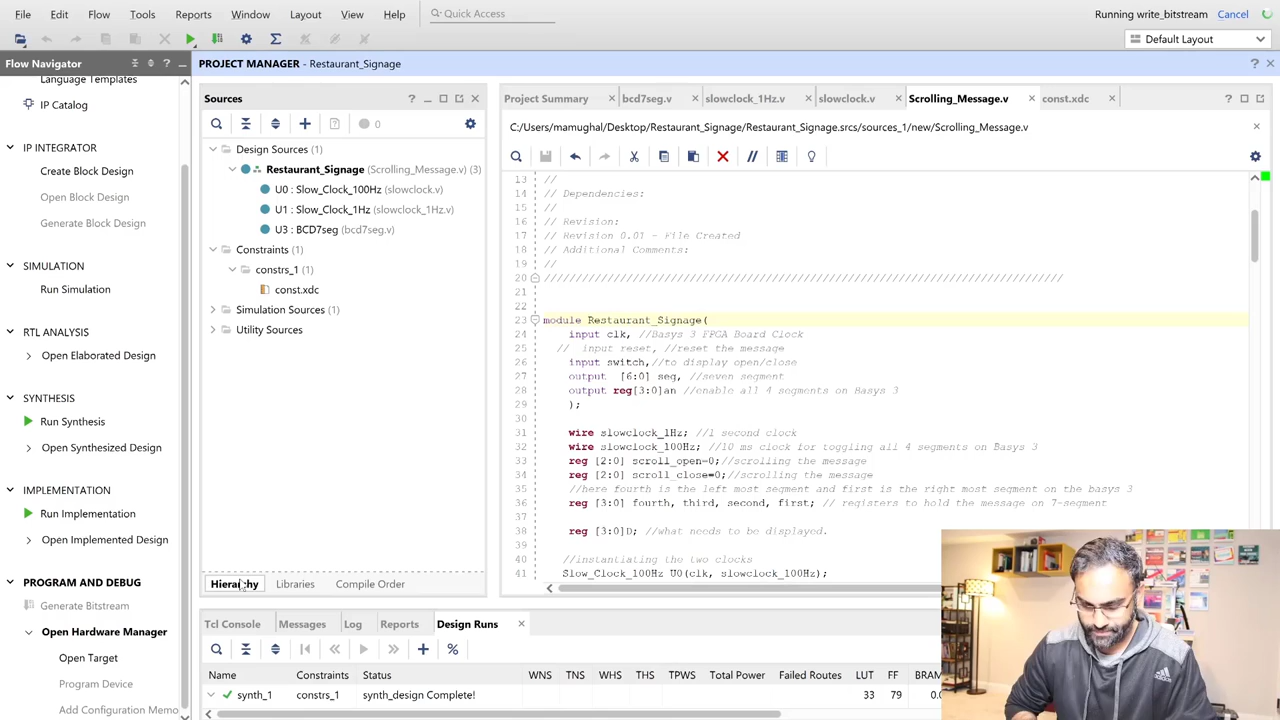 File Edit Flow Tools Reports Window Layout View Help Quick Access Running write_bitstream Cancel
Default Layout
Flow Navigator
PROJECT MANAGER - Restaurant_Signage
Language Templates
IP Catalog
IP INTEGRATOR
Create Block Design
Open Block Design
Generate Block Design
SIMULATION
Run Simulation
RTL ANALYSIS
Open Elaborated Design
SYNTHESIS
Run Synthesis
Open Synthesized Design
IMPLEMENTATION
Run Implementation
Open Implemented Design
PROGRAM AND DEBUG
Generate Bitstream
Open Hardware Manager
Open Target
Program Device
Add Configuration Memo
Sources
0
Design Sources (1)
Restaurant_Signage (Scrolling_Message.v) (3)
U0 : Slow_Clock_100Hz (slowclock.v)
U1 : Slow_Clock_1Hz (slowclock_1Hz.v)
U3 : BCD7seg (bcd7seg.v)
Constraints (1)
constrs_1 (1)
const.xdc
Simulation Sources (1)
Utility Sources
Hierarchy Libraries Compile Order
Project Summary bcd7seg.v slowclock_1Hz.v slowclock.v Scrolling_Message.v const.xdc
C:/Users/mamughal/Desktop/Restaurant_Signage/Restaurant_Signage.srcs/sources_1/new/Scrolling_Message.v
13 //
14 // Dependencies:
15 //
16 // Revision:
17 // Revision 0.01 - File Created
18 // Additional Comments:
19 //
20 //////////////////////////////////////////////////////////////////////////////////
21
22
23 module Restaurant_Signage(
24 input clk, //Basys 3 FPGA Board Clock
25 // input reset, //reset the message
26 input switch,//to display open/close
27 output [6:0] seg, //seven segment
28 output reg[3:0]an //enable all 4 segments on Basys 3
29 );
30
31 wire slowclock_1Hz; //1 second clock
32 wire slowclock_100Hz; //10 ms clock for toggling all 4 segments on Basys 3
33 reg [2:0] scroll_open=0;//scrolling the message
34 reg [2:0] scroll_close=0;//scrolling the message
35 //here fourth is the left most segment and first is the right most segment on the basys 3
36 reg [3:0] fourth, third, second, first; // registers to hold the message on 7-segment
37
38 reg [3:0]D; //what needs to be displayed.
39
40 //instantiating the two clocks
41 Slow_Clock_100Hz U0(clk, slowclock_100Hz);
Tcl Console Messages Log Reports Design Runs
Name Constraints Status WNS TNS WHS THS TPWS Total Power Failed Routes LUT FF BRAM
synth_1 constrs_1 synth_design Complete! 33 79 0.0